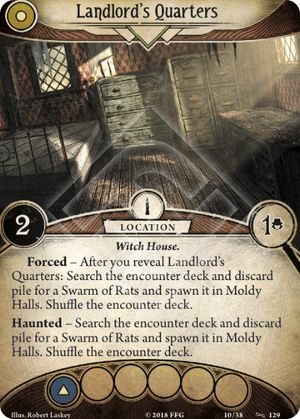 Landlord's Quarters
2
LOCATION
1
Witch House.
Forced – After you reveal Landlord's
Quarters: Search the encounter deck and discard
pile for a Swarm of Rats and spawn it in Moldy
Halls. Shuffle the encounter deck.
Haunted – Search the encounter deck and discard
pile for a Swarm of Rats and spawn it in Moldy
Halls. Shuffle the encounter deck.
Illus. Robert Laskey © 2018 FFG 10/38 129